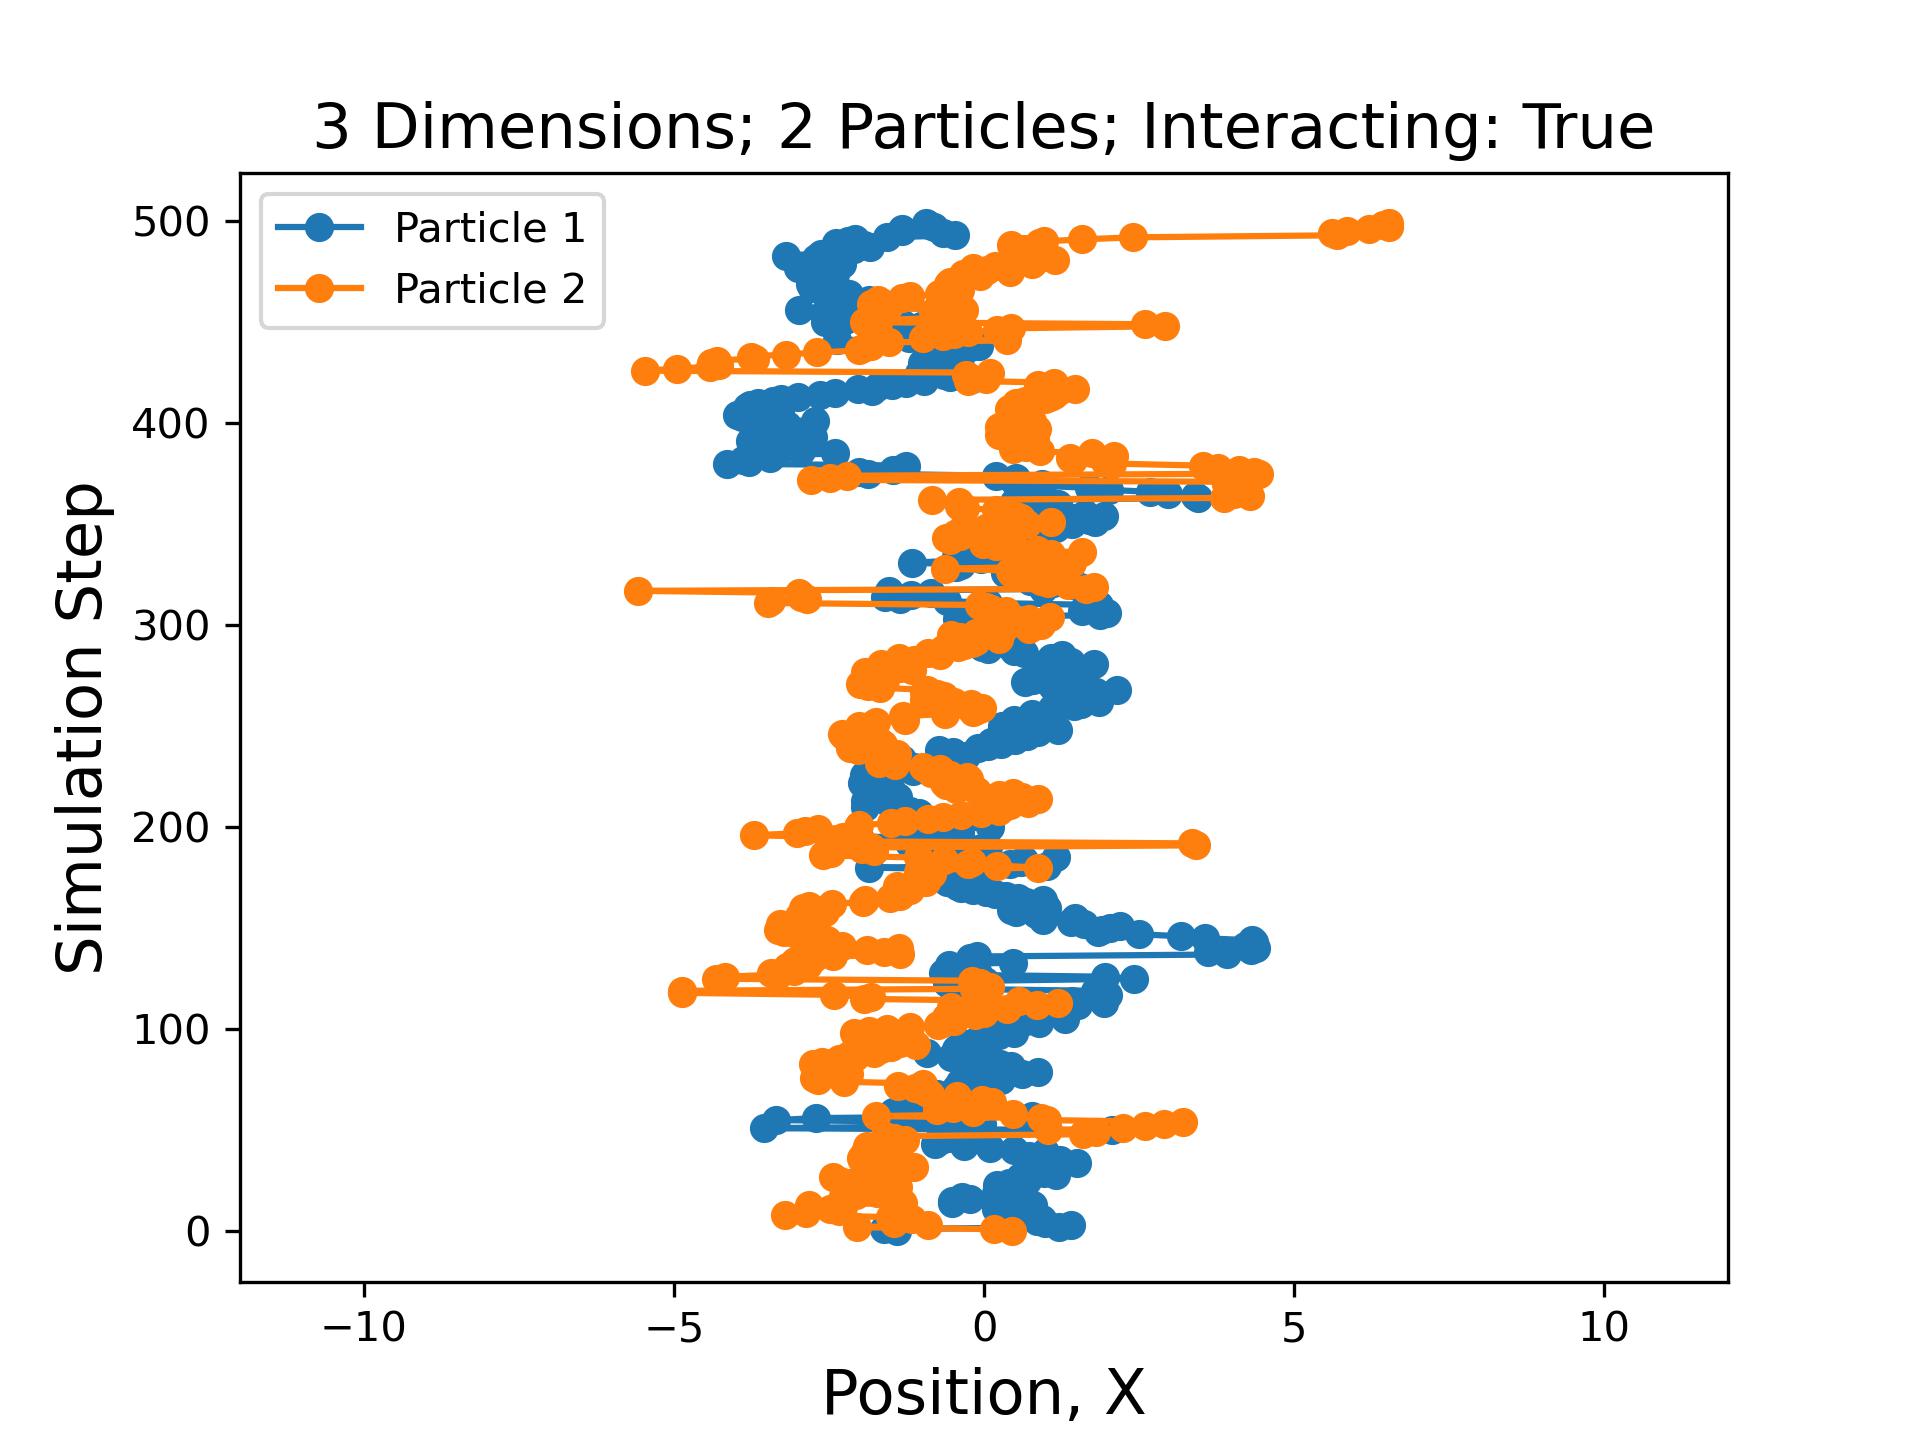 3 Dimensions; 2 Particles; Interacting: True
Particle 1
Particle 2
500
400
300
200
100
0
Simulation Step
−10
−5
0
5
10
Position, X